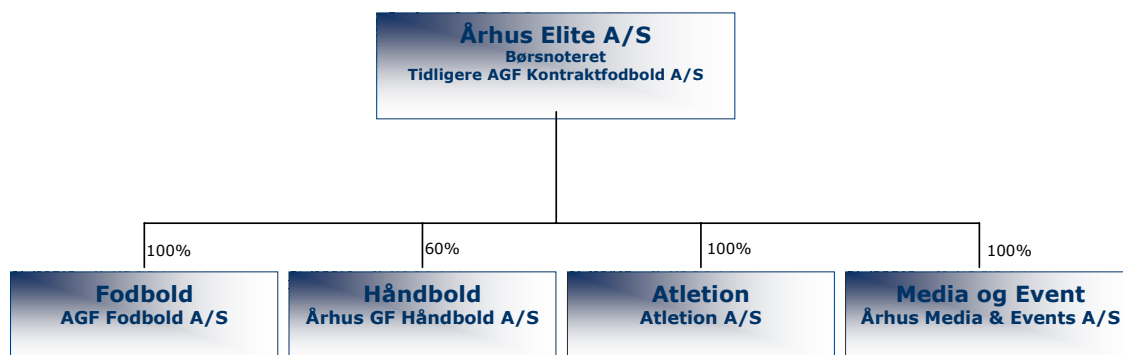 Århus Elite A/S
Børsnoteret
Tidligere AGF Kontraktfodbold A/S
100%
60%
100%
100%
Fodbold
AGF Fodbold A/S
Håndbold
Århus GF Håndbold A/S
Atletion
Atletion A/S
Media og Event
Århus Media & Events A/S